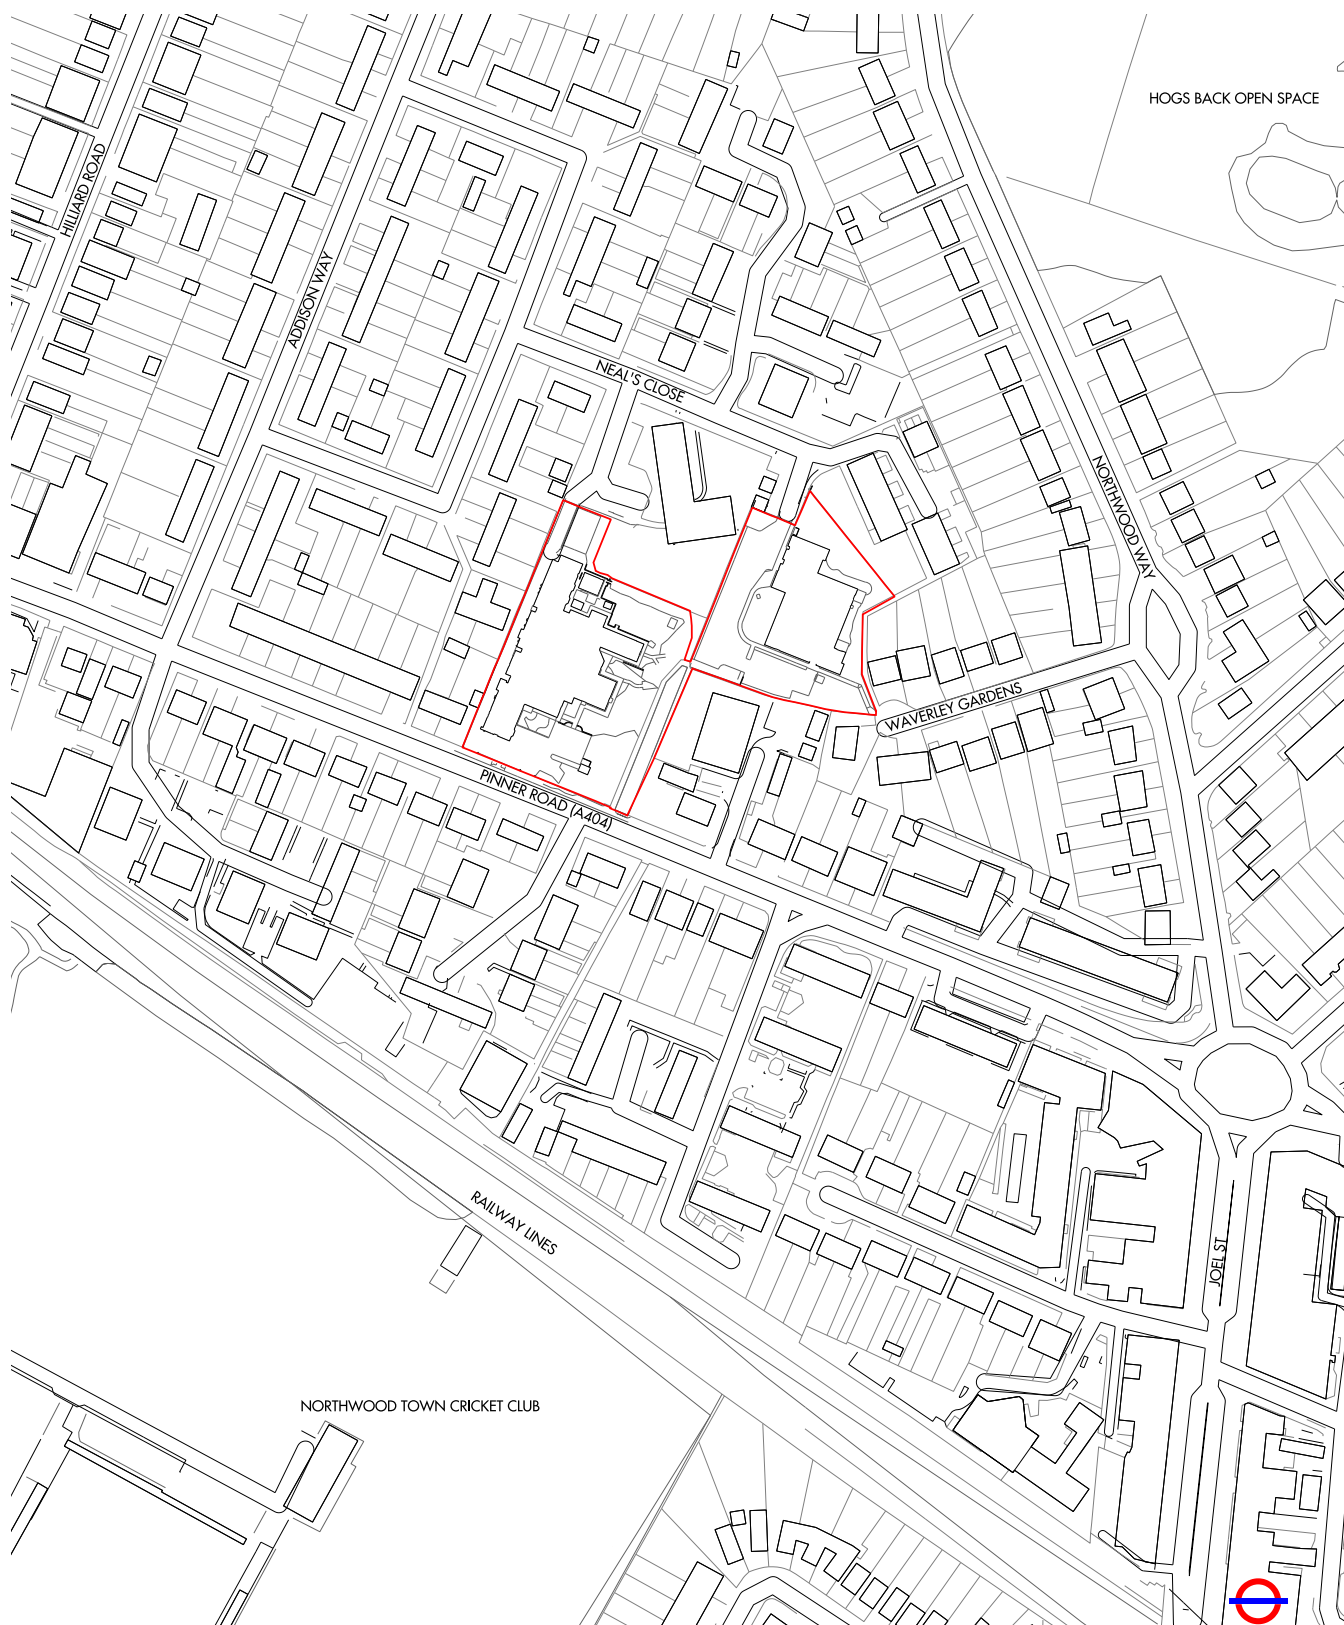 HOGS BACK OPEN SPACE
HILLIARD ROAD
ADDISON WAY
NEAL'S CLOSE
NORTHWOOD WAY
WAVERLEY GARDENS
PINNER ROAD (A404)
RAILWAY LINES
JOEL ST
NORTHWOOD TOWN CRICKET CLUB